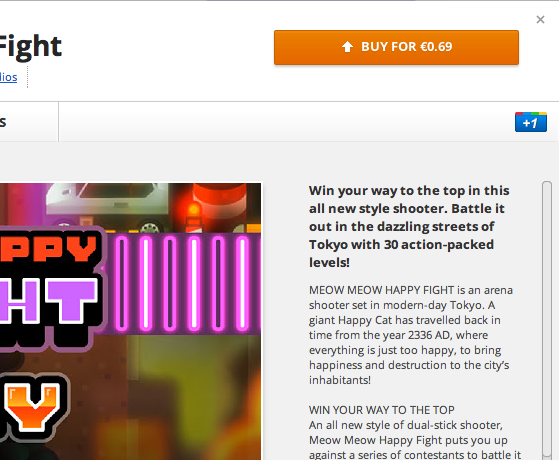 Fight
BUY FOR €0.69
dios
s
+1
Win your way to the top in this
all new style shooter. Battle it
out in the dazzling streets of
Tokyo with 30 action-packed
levels!
PPY
HT
Y
MEOW MEOW HAPPY FIGHT is an arena
shooter set in modern-day Tokyo. A
giant Happy Cat has travelled back in
time from the year 2336 AD, where
everything is just too happy, to bring
happiness and destruction to the city's
inhabitants!
WIN YOUR WAY TO THE TOP
An all new style of dual-stick shooter,
Meow Meow Happy Fight puts you up
against a series of contestants to battle it